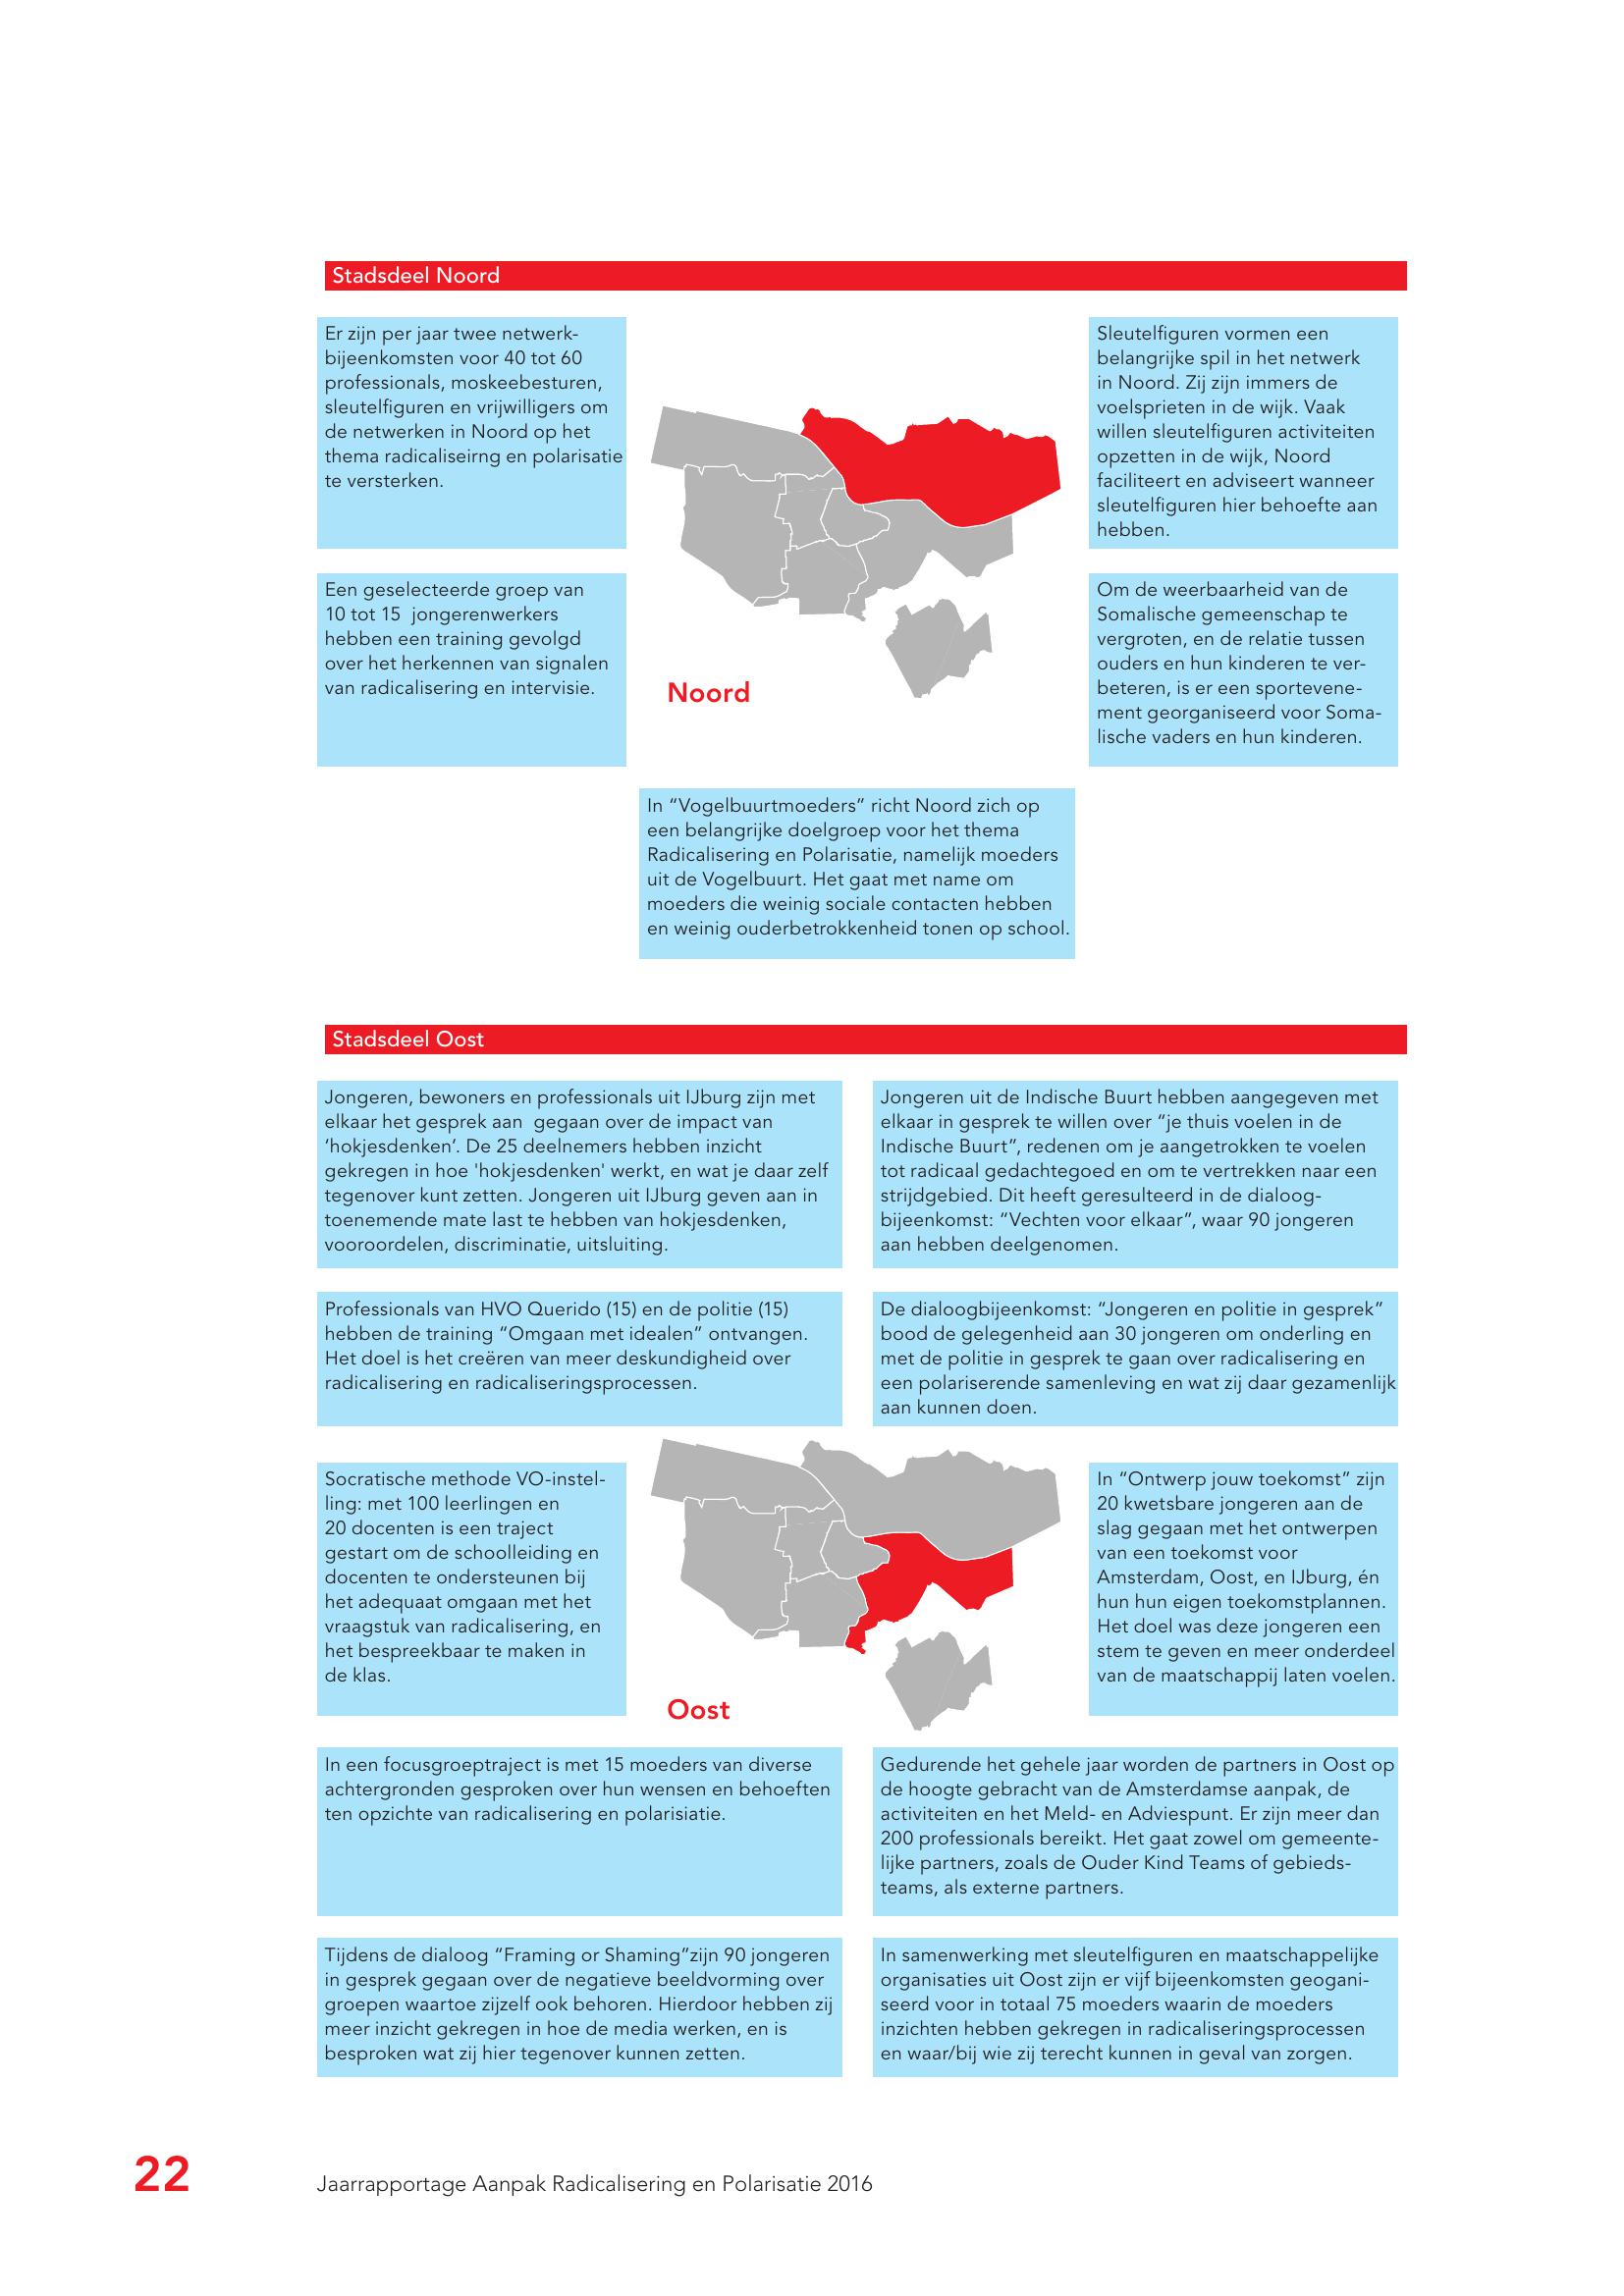 Stadsdeel Noord
Er zijn per jaar twee netwerk-
bijeenkomsten voor 40 tot 60
professionals, moskeebesturen,
sleutelfiguren en vrijwilligers om
de netwerken in Noord op het
thema radicaliseirng en polarisatie
te versterken.
Sleutelfiguren vormen een
belangrijke spil in het netwerk
in Noord. Zij zijn immers de
voelsprieten in de wijk. Vaak
willen sleutelfiguren activiteiten
opzetten in de wijk, Noord
faciliteert en adviseert wanneer
sleutelfiguren hier behoefte aan
hebben.
Een geselecteerde groep van
10 tot 15  jongerenwerkers
hebben een training gevolgd
over het herkennen van signalen
van radicalisering en intervisie.
Noord
Om de weerbaarheid van de
Somalische gemeenschap te
vergroten, en de relatie tussen
ouders en hun kinderen te ver-
beteren, is er een sportevene-
ment georganiseerd voor Soma-
lische vaders en hun kinderen.
In “Vogelbuurtmoeders” richt Noord zich op
een belangrijke doelgroep voor het thema
Radicalisering en Polarisatie, namelijk moeders
uit de Vogelbuurt. Het gaat met name om
moeders die weinig sociale contacten hebben
en weinig ouderbetrokkenheid tonen op school.
Stadsdeel Oost
Jongeren, bewoners en professionals uit IJburg zijn met
elkaar het gesprek aan  gegaan over de impact van
‘hokjesdenken’. De 25 deelnemers hebben inzicht
gekregen in hoe 'hokjesdenken' werkt, en wat je daar zelf
tegenover kunt zetten. Jongeren uit IJburg geven aan in
toenemende mate last te hebben van hokjesdenken,
vooroordelen, discriminatie, uitsluiting.
Jongeren uit de Indische Buurt hebben aangegeven met
elkaar in gesprek te willen over “je thuis voelen in de
Indische Buurt”, redenen om je aangetrokken te voelen
tot radicaal gedachtegoed en om te vertrekken naar een
strijdgebied. Dit heeft geresulteerd in de dialoog-
bijeenkomst: “Vechten voor elkaar”, waar 90 jongeren
aan hebben deelgenomen.
Professionals van HVO Querido (15) en de politie (15)
hebben de training “Omgaan met idealen” ontvangen.
Het doel is het creëren van meer deskundigheid over
radicalisering en radicaliseringsprocessen.
De dialoogbijeenkomst: “Jongeren en politie in gesprek”
bood de gelegenheid aan 30 jongeren om onderling en
met de politie in gesprek te gaan over radicalisering en
een polariserende samenleving en wat zij daar gezamenlijk
aan kunnen doen.
Socratische methode VO-instel-
ling: met 100 leerlingen en
20 docenten is een traject
gestart om de schoolleiding en
docenten te ondersteunen bij
het adequaat omgaan met het
vraagstuk van radicalisering, en
het bespreekbaar te maken in
de klas.
Oost
In “Ontwerp jouw toekomst” zijn
20 kwetsbare jongeren aan de
slag gegaan met het ontwerpen
van een toekomst voor
Amsterdam, Oost, en IJburg, én
hun hun eigen toekomstplannen.
Het doel was deze jongeren een
stem te geven en meer onderdeel
van de maatschappij laten voelen.
In een focusgroeptraject is met 15 moeders van diverse
achtergronden gesproken over hun wensen en behoeften
ten opzichte van radicalisering en polarisiatie.
Gedurende het gehele jaar worden de partners in Oost op
de hoogte gebracht van de Amsterdamse aanpak, de
activiteiten en het Meld- en Adviespunt. Er zijn meer dan
200 professionals bereikt. Het gaat zowel om gemeente-
lijke partners, zoals de Ouder Kind Teams of gebieds-
teams, als externe partners.
Tijdens de dialoog “Framing or Shaming”zijn 90 jongeren
in gesprek gegaan over de negatieve beeldvorming over
groepen waartoe zijzelf ook behoren. Hierdoor hebben zij
meer inzicht gekregen in hoe de media werken, en is
besproken wat zij hier tegenover kunnen zetten.
In samenwerking met sleutelfiguren en maatschappelijke
organisaties uit Oost zijn er vijf bijeenkomsten geogani-
seerd voor in totaal 75 moeders waarin de moeders
inzichten hebben gekregen in radicaliseringsprocessen
en waar/bij wie zij terecht kunnen in geval van zorgen.
22
Jaarrapportage Aanpak Radicalisering en Polarisatie 2016